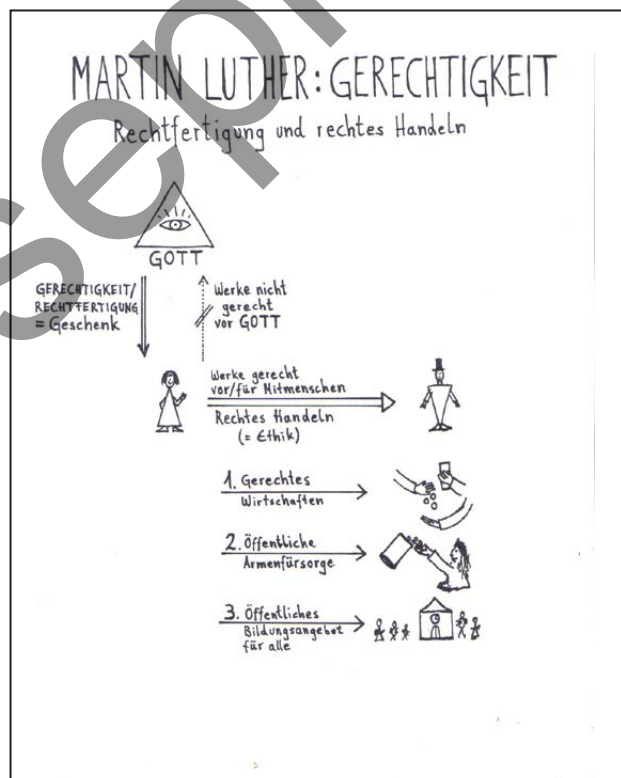 MARTIN LUTHER: GERECHTIGKEIT
Rechtfertigung und rechtes Handeln
GOTT
GERECHTIGKEIT/
RECHTFERTIGUNG
= Geschenk
Werke nicht
gerecht
vor GOTT
Werke gerecht
vor/für Mitmenschen
Rechtes Handeln
(= Ethik)
1. Gerechtes
Wirtschaften
2. Öffentliche
Armenfürsorge
3. Öffentliches
Bildungsangebot
für alle